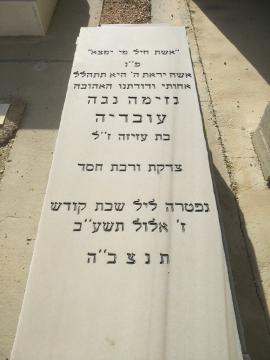 "אשת חיל מי ימצא"
פ"נ
אשה יראת ה' היא תתהלל
אחותי ודודתנו האהובה
נזימה נגה
עובדיה
בת עזיזה ז"ל
צדקת ורבת חסד
נפטרה ליל שבת קודש
ז' אלול תשע"ב
תנצב"ה